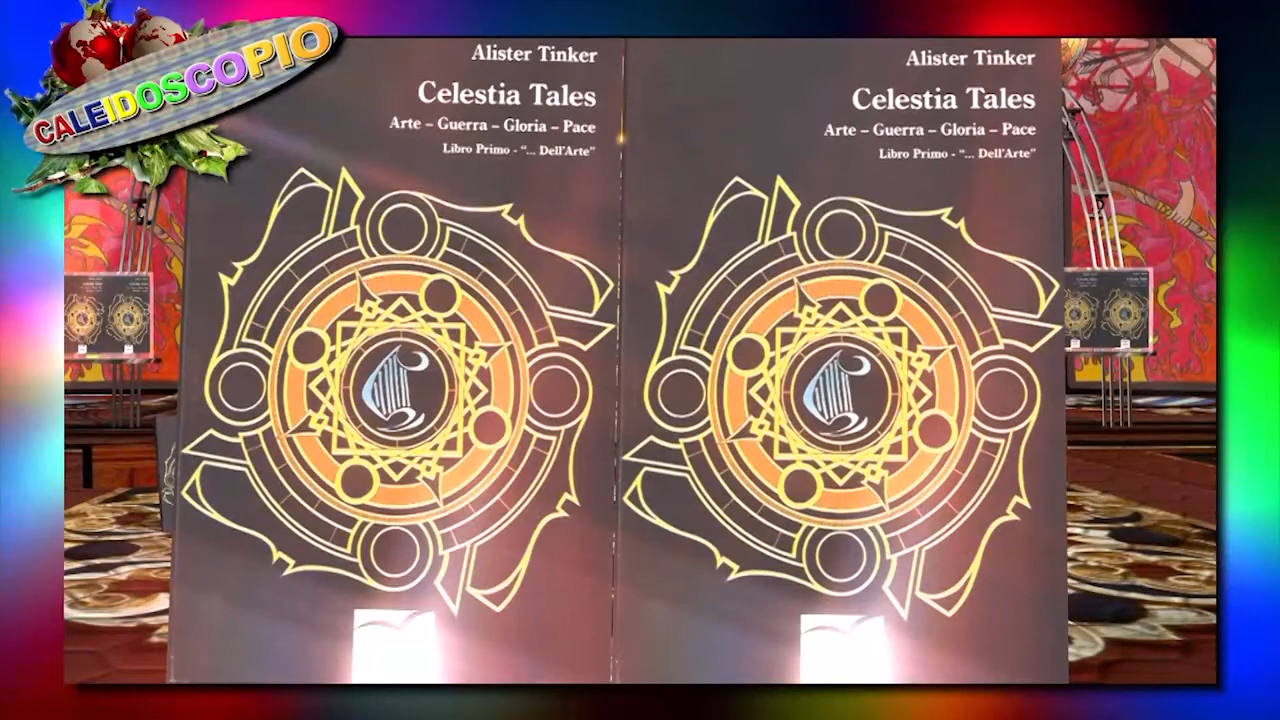 CALEIDOSCOPIO
Alister Tinker
Celestia Tales
Arte – Guerra – Gloria – Pace
Libro Primo - “... Dell’Arte”
Alister Tinker
Celestia Tales
Arte – Guerra – Gloria – Pace
Libro Primo - “... Dell’Arte”